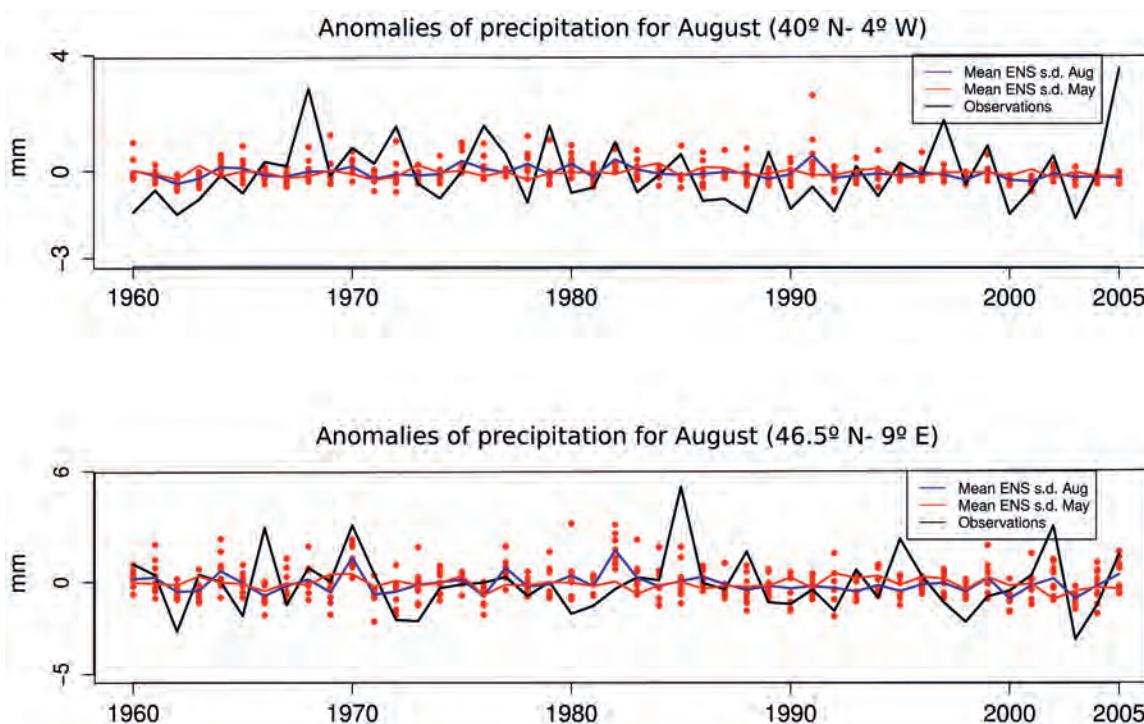 Anomalies of precipitation for August (40º N- 4º W)
4
Mean ENS s.d. Aug
Mean ENS s.d. May
Observations
mm
0
-3
1960 1970 1980 1990 2000 2005
Anomalies of precipitation for August (46.5º N- 9º E)
6
Mean ENS s.d. Aug
Mean ENS s.d. May
Observations
mm
0
-5
1960 1970 1980 1990 2000 2005